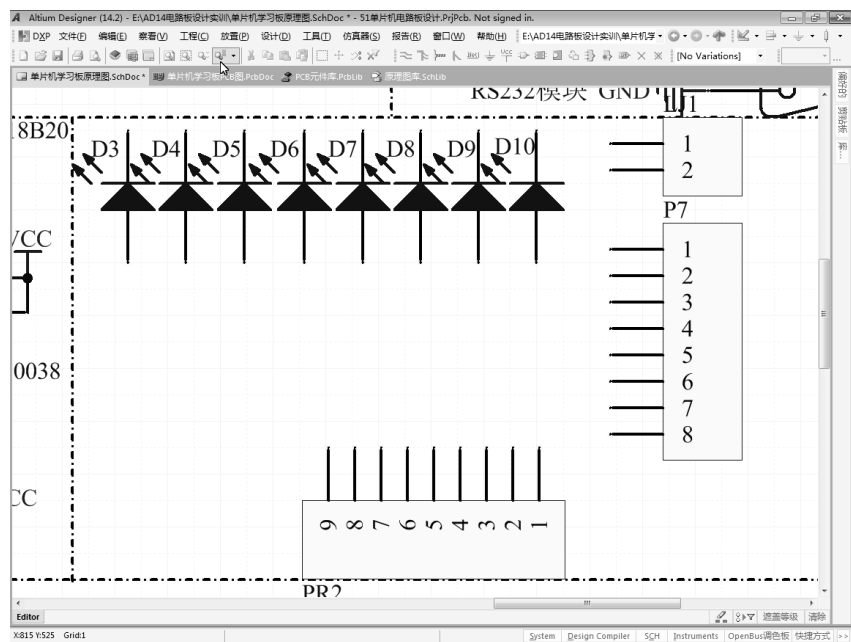 Altium Designer (14.2) - E:\AD14电路板设计实训\单片机学习板原理图.SchDoc * - 51单片机电路板设计.PrjPcb. Not signed in.
DXP 文件(F) 编辑(E) 察看(V) 工程(C) 放置(P) 设计(D) 工具(T) 仿真器(S) 报告(R) 窗口(W) 帮助(H) E:\AD14电路板设计实训\单片机学
[No Variations]
单片机学习板原理图.SchDoc * 单片机学习板PCB图.PcbDoc PCB元件库.PcbLib 原理图库.SchLib
RS232模块 GND
LJ1
18B20
D3 D4 D5 D6 D7 D8 D9 D10
1
2
P7
VCC
1
2
3
4
5
6
7
8
0038
CC
9 8 7 6 5 4 3 2 1
PR2
Editor
遮盖等级 清除
X:815 Y:525 Grid:1
System Design Compiler SCH Instruments OpenBus调色板 快捷方式 >>
偏好的
剪贴板
库...